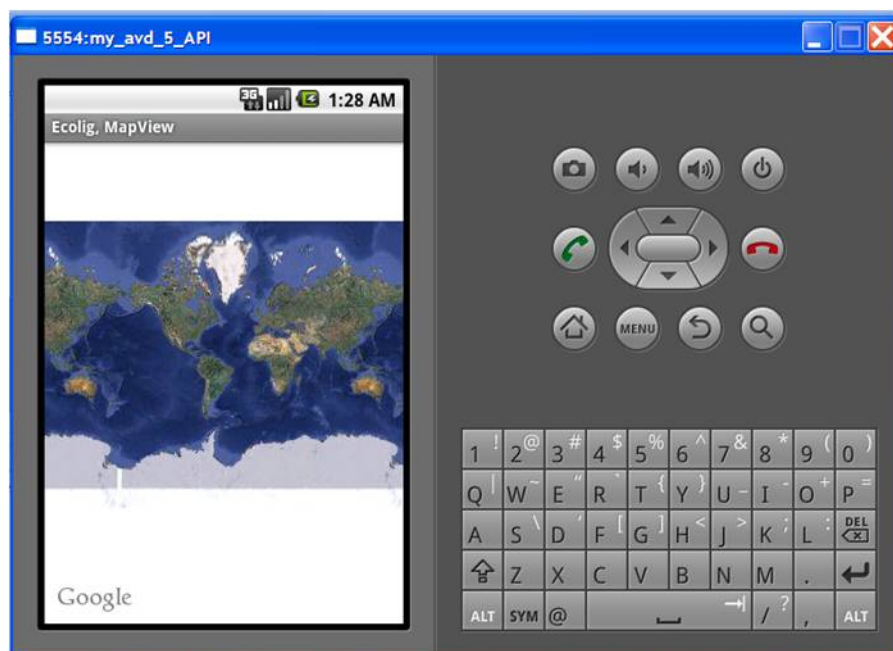 5554:my_avd_5_API
3G 1:28 AM
Ecolig, MapView
Google
MENU
1 ! 2 @ 3 # 4 $ 5 % 6 ^ 7 & 8 * 9 ( 0 )
Q | W ~ E " R ` T { Y } U _ I - O + P =
A S \ D ' F [ G ] H < J > K ; L : DEL
Z X C V B N M .
ALT SYM @ / ? , ALT